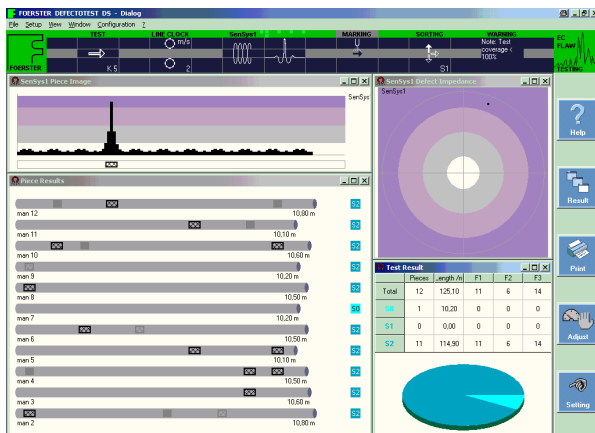 FOERSTER DEFECTOTEST DS - Dialog
File Setup View Window Configuration ?
TEST LINE CLOCK SenSys1 MARKING SORTING WARNING
EC
FLAW
TESTING
FOERSTER
m/s
U
Note: Test
coverage <
100%
K 5
2
S1
SenSys1 Piece Image
SenSys
SenSys1 Defect Impedance
SenSys1
Help
Result
Print
Adjust
Setting
Piece Results
man 12 10,80 m S2
man 11 10,10 m S2
man 10 10,60 m S2
man 9 10,20 m S2
man 8 10,50 m S2
man 7 10,20 m S0
man 6 10,50 m S2
man 5 10,10 m S2
man 4 10,50 m S2
man 3 10,60 m S2
man 2 10,80 m S2
Test Result
Pieces Length /n F1 F2 F3
Total 12 125,10 11 6 14
S0 1 10,20 0 0 0
S1 0 0,00 0 0 0
S2 11 114,90 11 6 14